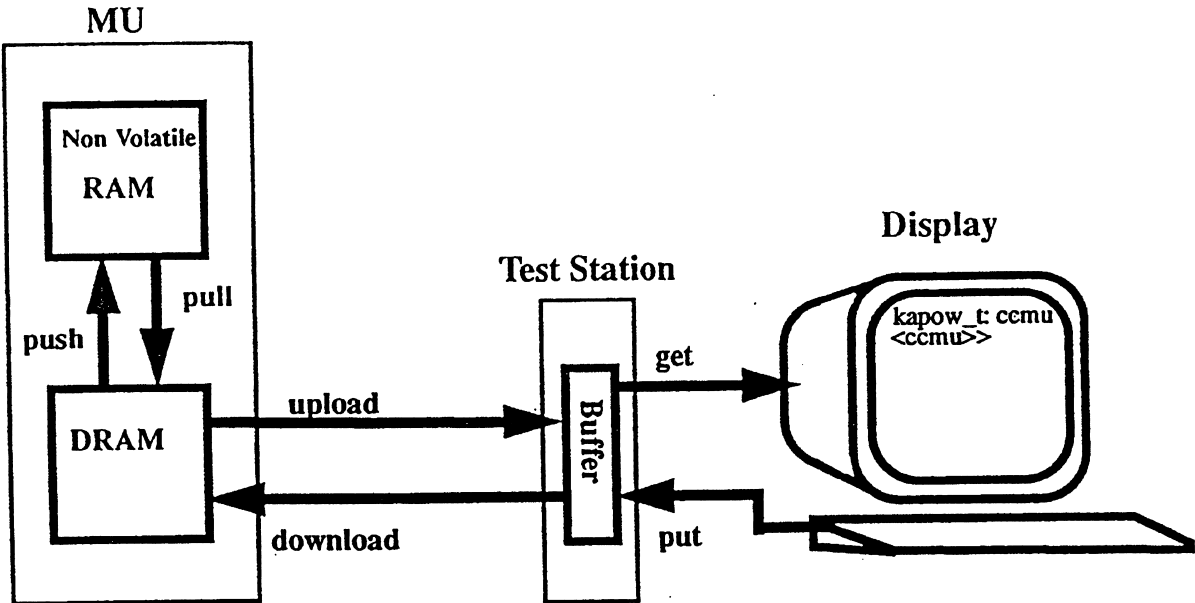 MU
Non Volatile
RAM
push
pull
DRAM
upload
download
Test Station
Buffer
get
put
Display
kapow_t: ccmu
<ccmu>>